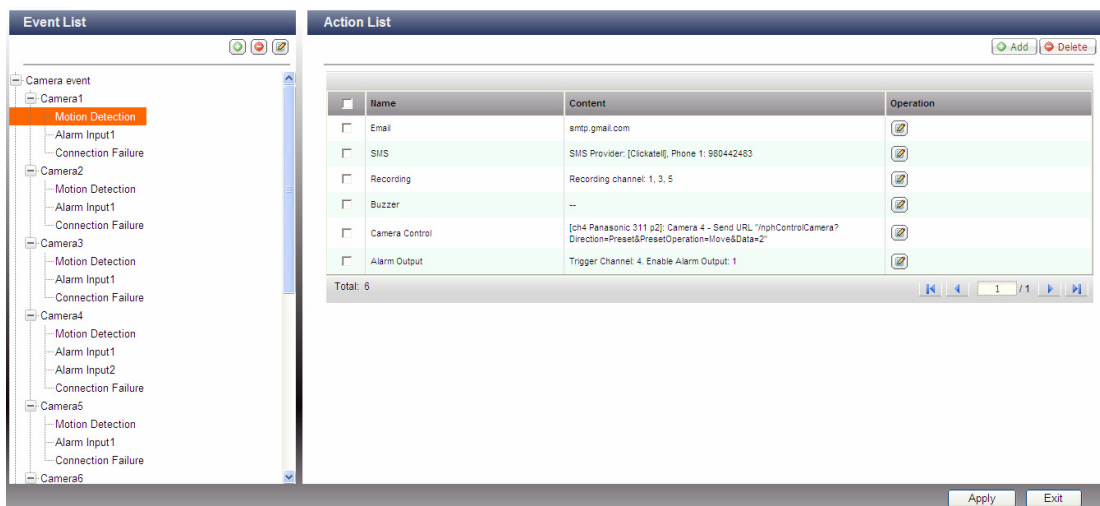 Event List
Camera event
Camera1
Motion Detection
Alarm Input1
Connection Failure
Camera2
Motion Detection
Alarm Input1
Connection Failure
Camera3
Motion Detection
Alarm Input1
Connection Failure
Camera4
Motion Detection
Alarm Input1
Alarm Input2
Connection Failure
Camera5
Motion Detection
Alarm Input1
Connection Failure
Camera6
Action List
Add Delete
Name Content Operation
Email smtp.gmail.com
SMS SMS Provider: [Clickatell], Phone 1: 980442483
Recording Recording channel: 1, 3, 5
Buzzer --
Camera Control [ch4 Panasonic 311 p2]: Camera 4 - Send URL "/nphControlCamera?
Direction=Preset&PresetOperation=Move&Data=2"
Alarm Output Trigger Channel: 4, Enable Alarm Output: 1
Total: 6 1 / 1
Apply Exit